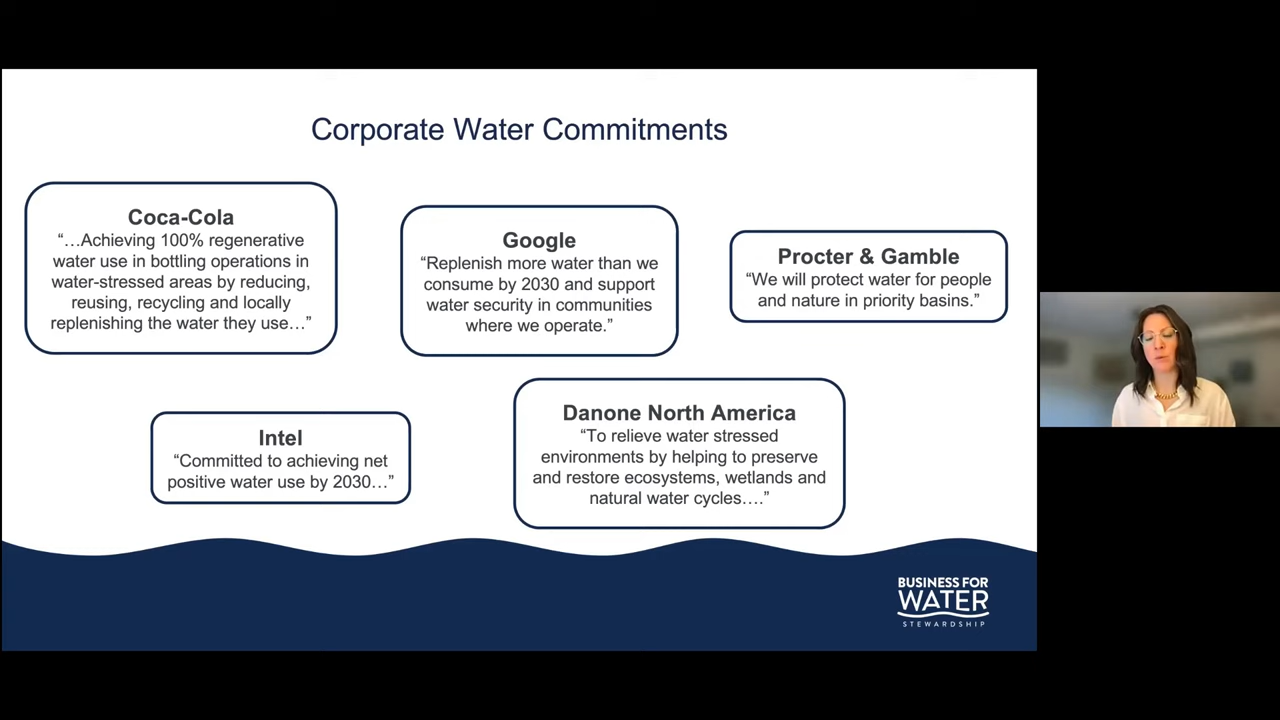 Corporate Water Commitments
Coca-Cola
“…Achieving 100% regenerative
water use in bottling operations in
water-stressed areas by reducing,
reusing, recycling and locally
replenishing the water they use…”
Google
“Replenish more water than we
consume by 2030 and support
water security in communities
where we operate.”
Procter & Gamble
“We will protect water for people
and nature in priority basins.”
Intel
“Committed to achieving net
positive water use by 2030…”
Danone North America
“To relieve water stressed
environments by helping to preserve
and restore ecosystems, wetlands and
natural water cycles….”
BUSINESS FOR
WATER
STEWARDSHIP